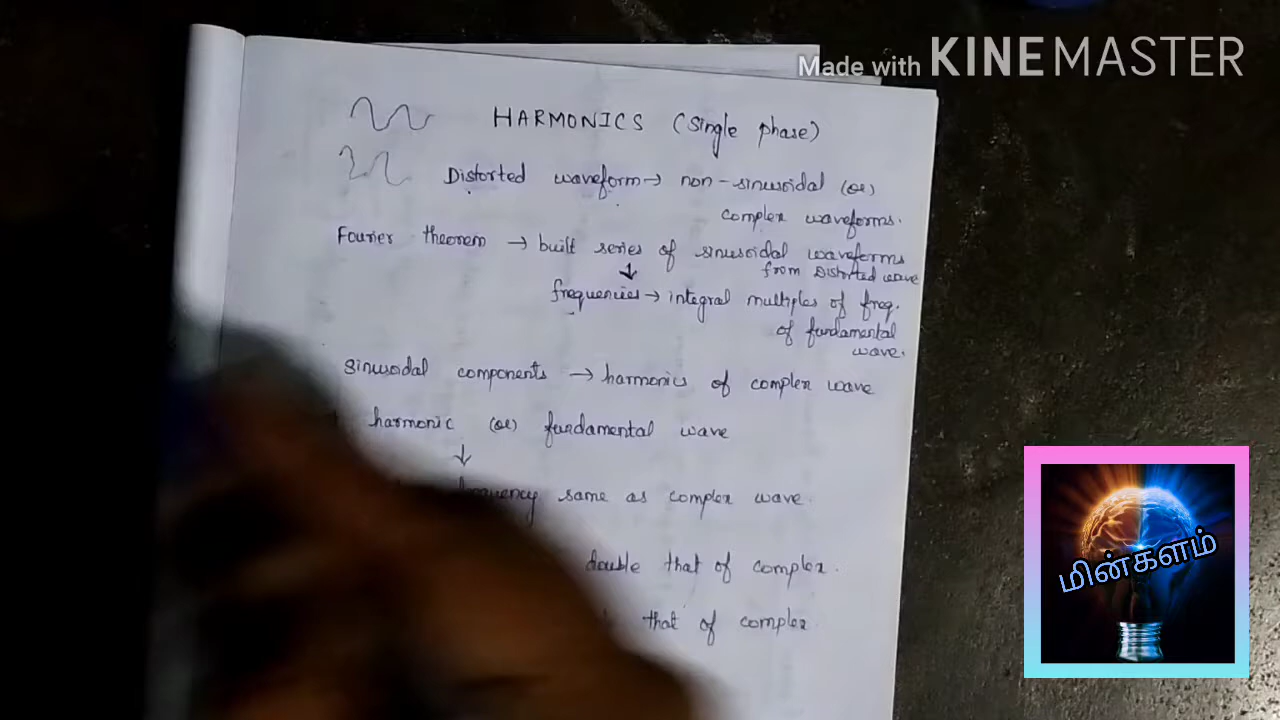 Made with KINEMASTER
HARMONICS (Single phase)
Distorted waveform → non-sinusoidal (or)
complex waveforms.
Fourier theorem → built series of sinusoidal waveforms
from Distorted wave
↓
frequencies → integral multiples of freq.
of fundamental
wave.
Sinusoidal components → harmonics of complex wave
harmonic (or) fundamental wave
↓
frequency same as complex wave.
double that of complex.
that of complex
மின்களம்